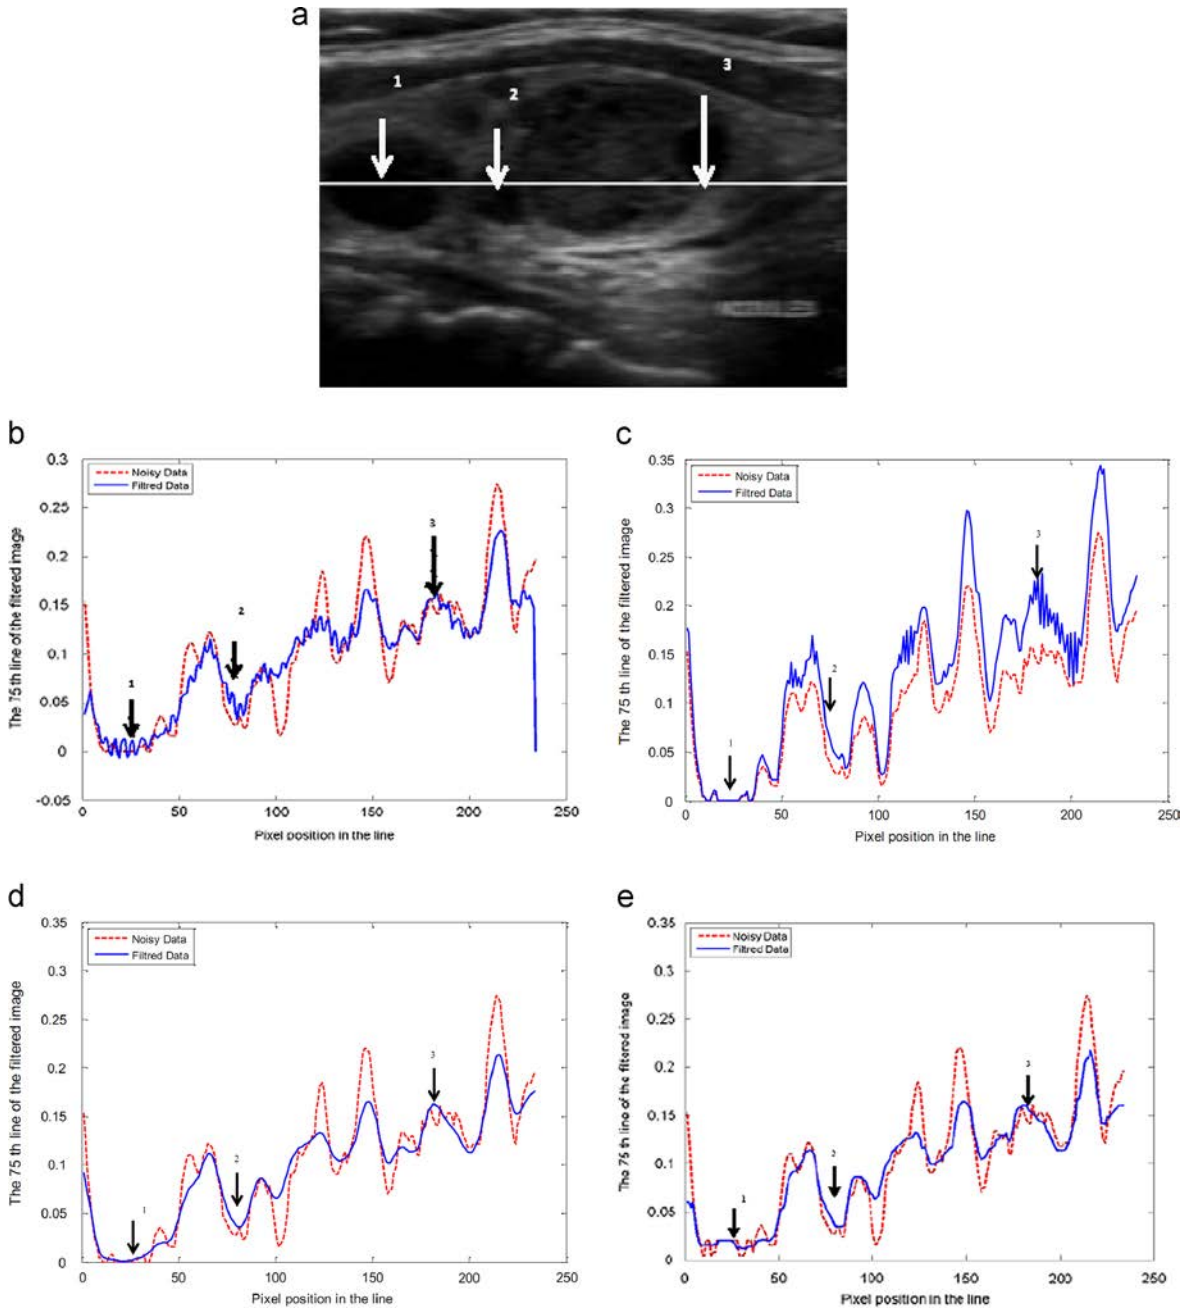 a
1
2
3
b
The 75 th line of the filtered image
0.3
0.25
0.2
0.15
0.1
0.05
0
-0.05
Noisy Data
Filtred Data
1
2
3
0 50 100 150 200 250
Pixel position in the line
c
The 75 th line of the filtered image
0.35
0.3
0.25
0.2
0.15
0.1
0.05
0
Noisy Data
Filtred Data
1
2
3
0 50 100 150 200 250
Pixel position in the line
d
The 75 th line of the filtered image
0.35
0.3
0.25
0.2
0.15
0.1
0.05
0
Noisy Data
Filtred Data
1
2
3
0 50 100 150 200 250
Pixel position in the line
e
The 75 th line of the filtered image
0.35
0.3
0.25
0.2
0.15
0.1
0.05
0
Noisy Data
Filtred Data
1
2
3
0 50 100 150 200 250
Pixel position in the line